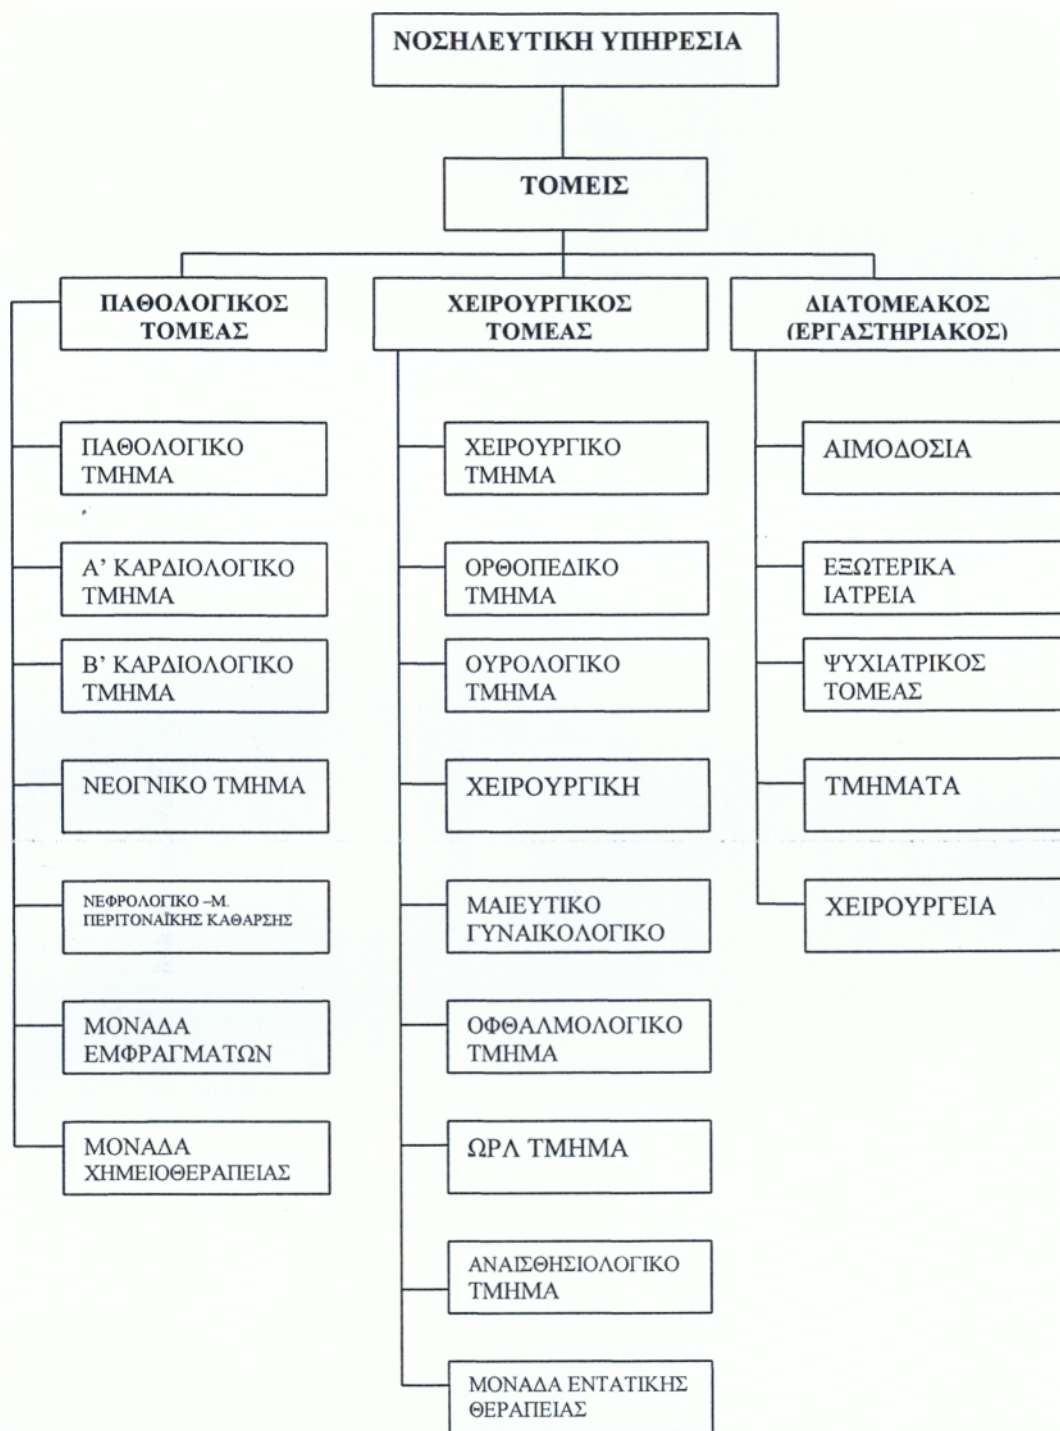 ΝΟΣΗΛΕΥΤΙΚΗ ΥΠΗΡΕΣΙΑ
ΤΟΜΕΙΣ
ΠΑΘΟΛΟΓΙΚΟΣ
ΤΟΜΕΑΣ
ΠΑΘΟΛΟΓΙΚΟ
ΤΜΗΜΑ
Α’ ΚΑΡΔΙΟΛΟΓΙΚΟ
ΤΜΗΜΑ
Β’ ΚΑΡΔΙΟΛΟΓΙΚΟ
ΤΜΗΜΑ
ΝΕΟΓΝΙΚΟ ΤΜΗΜΑ
ΝΕΦΡΟΛΟΓΙΚΟ –Μ.
ΠΕΡΙΤΟΝΑΪΚΗΣ ΚΑΘΑΡΣΗΣ
ΜΟΝΑΔΑ
ΕΜΦΡΑΓΜΑΤΩΝ
ΜΟΝΑΔΑ
ΧΗΜΕΙΟΘΕΡΑΠΕΙΑΣ
ΧΕΙΡΟΥΡΓΙΚΟΣ
ΤΟΜΕΑΣ
ΧΕΙΡΟΥΡΓΙΚΟ
ΤΜΗΜΑ
ΟΡΘΟΠΕΔΙΚΟ
ΤΜΗΜΑ
ΟΥΡΟΛΟΓΙΚΟ
ΤΜΗΜΑ
ΧΕΙΡΟΥΡΓΙΚΗ
ΜΑΙΕΥΤΙΚΟ
ΓΥΝΑΙΚΟΛΟΓΙΚΟ
ΟΦΘΑΛΜΟΛΟΓΙΚΟ
ΤΜΗΜΑ
ΩΡΛ ΤΜΗΜΑ
ΑΝΑΙΣΘΗΣΙΟΛΟΓΙΚΟ
ΤΜΗΜΑ
ΜΟΝΑΔΑ ΕΝΤΑΤΙΚΗΣ
ΘΕΡΑΠΕΙΑΣ
ΔΙΑΤΟΜΕΑΚΟΣ
(ΕΡΓΑΣΤΗΡΙΑΚΟΣ)
ΑΙΜΟΔΟΣΙΑ
ΕΞΩΤΕΡΙΚΑ
ΙΑΤΡΕΙΑ
ΨΥΧΙΑΤΡΙΚΟΣ
ΤΟΜΕΑΣ
ΤΜΗΜΑΤΑ
ΧΕΙΡΟΥΡΓΕΙΑ